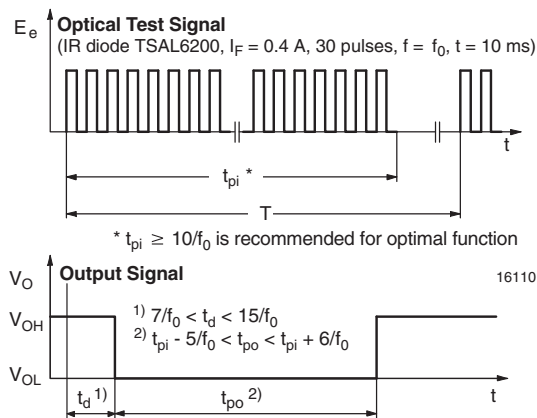 E_e Optical Test Signal
(IR diode TSAL6200, I_F = 0.4 A, 30 pulses, f = f_0, t = 10 ms)
t
t_pi *
T
* t_pi ≥ 10/f_0 is recommended for optimal function
V_O Output Signal 16110
V_OH
1) 7/f_0 < t_d < 15/f_0
2) t_pi - 5/f_0 < t_po < t_pi + 6/f_0
V_OL
t_d 1) t_po 2) t